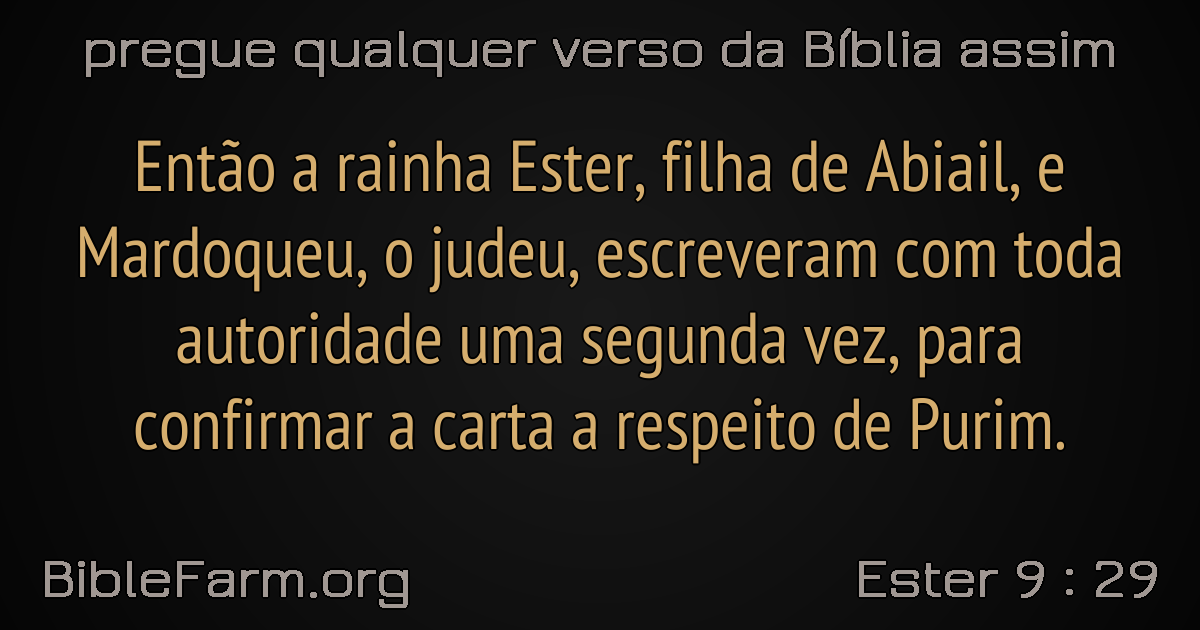 pregue qualquer verso da Bíblia assim
Então a rainha Ester, filha de Abiail, e
Mardoqueu, o judeu, escreveram com toda
autoridade uma segunda vez, para
confirmar a carta a respeito de Purim.
BibleFarm.org
Ester 9 : 29